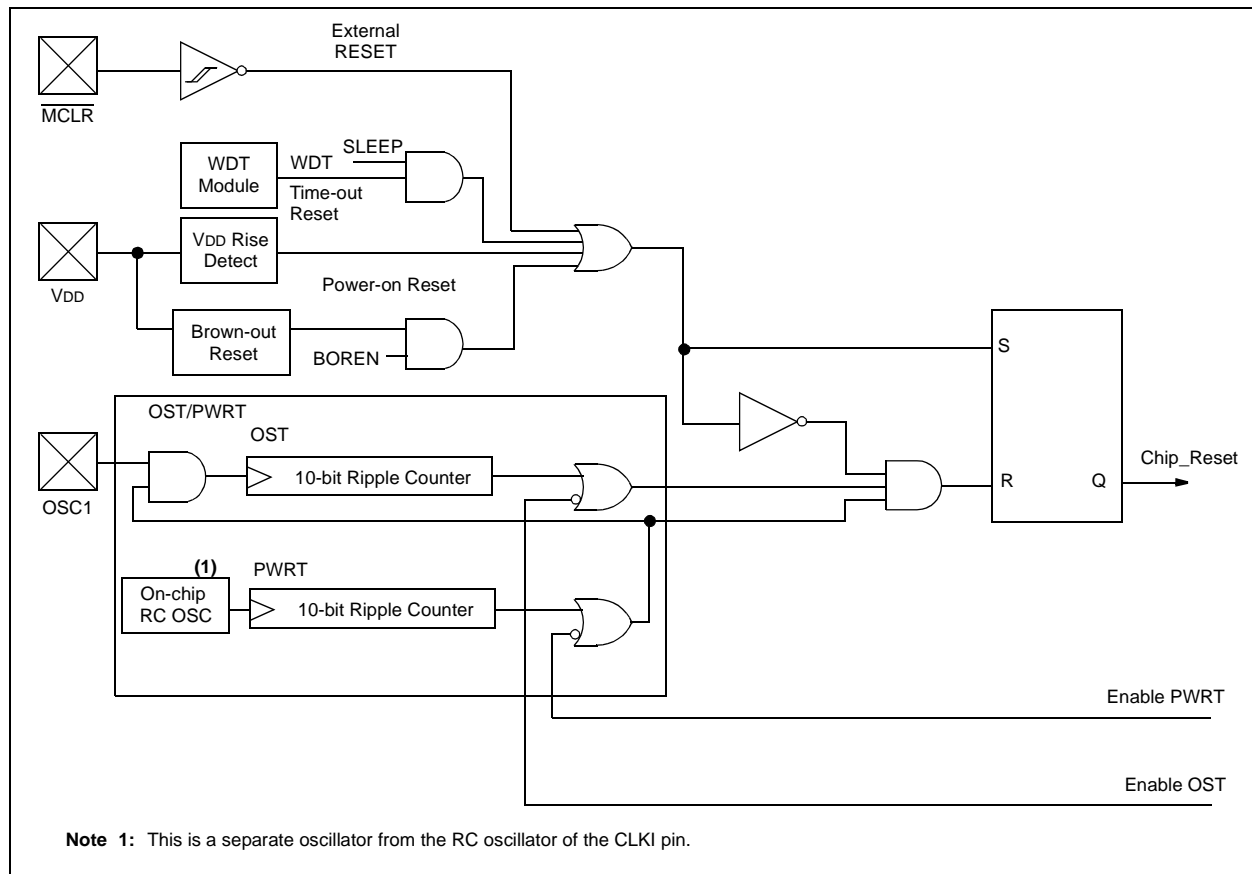 External
RESET
MCLR
SLEEP
WDT
Module
WDT
Time-out
Reset
VDD Rise
Detect
VDD
Power-on Reset
Brown-out
Reset
BOREN
S
OST/PWRT
OST
10-bit Ripple Counter
OSC1
Chip_Reset
R
Q
(1)
On-chip
RC OSC
PWRT
10-bit Ripple Counter
Enable PWRT
Enable OST
Note 1: This is a separate oscillator from the RC oscillator of the CLKI pin.